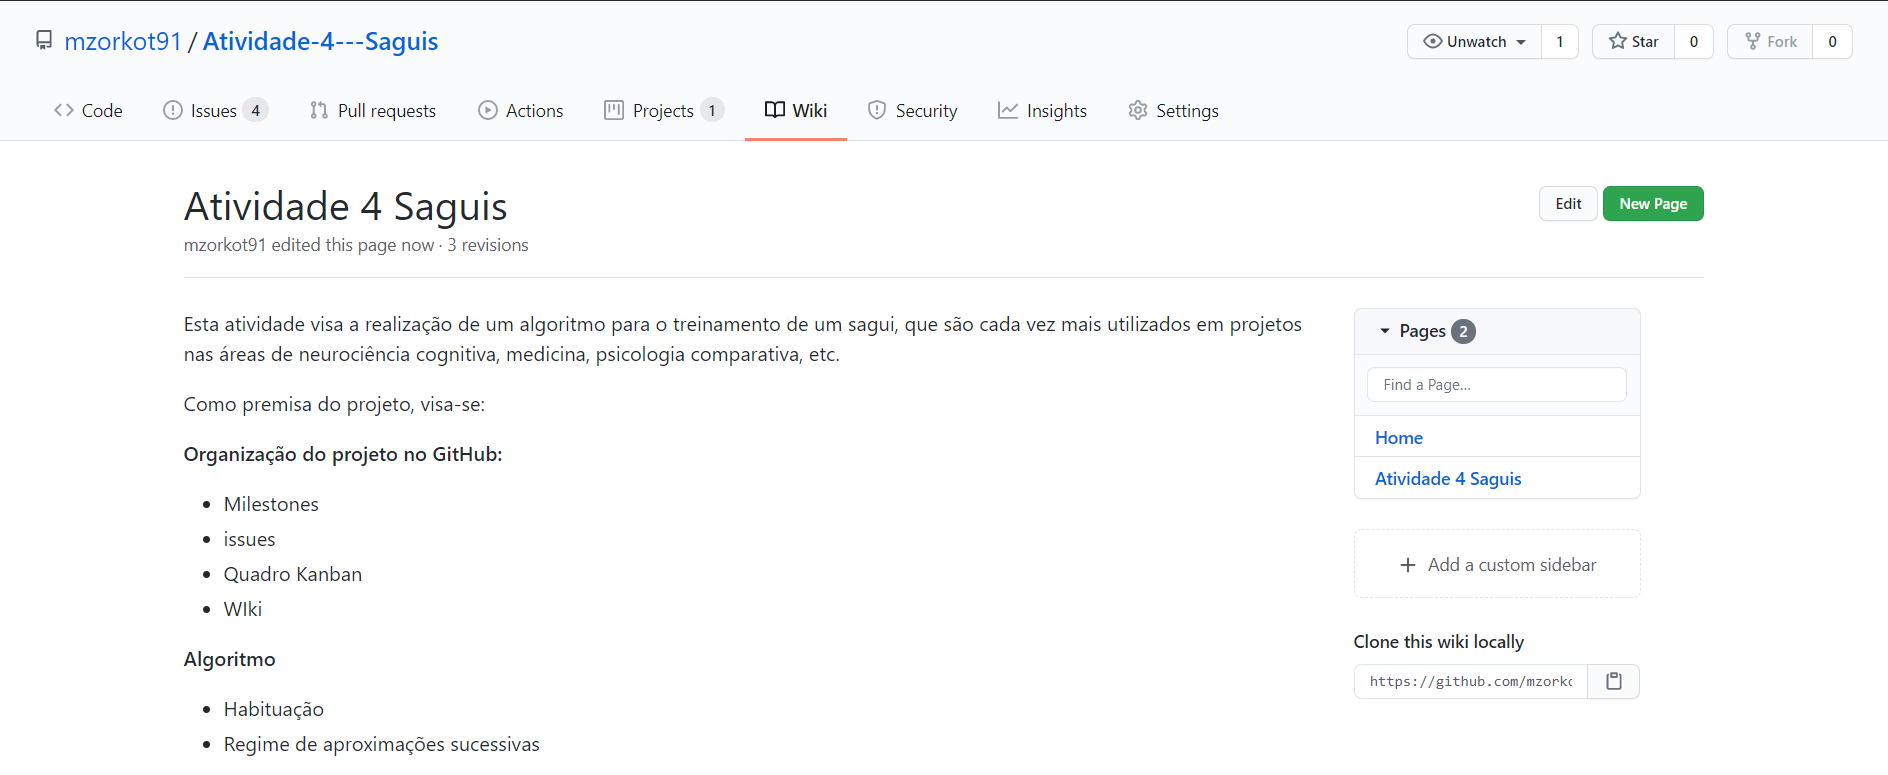 mzorkot91 / Atividade-4---Saguis
Unwatch 1 Star 0 Fork 0
Code Issues 4 Pull requests Actions Projects 1 Wiki Security Insights Settings
Atividade 4 Saguis
Edit New Page
mzorkot91 edited this page now · 3 revisions
Esta atividade visa a realização de um algoritmo para o treinamento de um sagui, que são cada vez mais utilizados em projetos
nas áreas de neurociência cognitiva, medicina, psicologia comparativa, etc.
Como premisa do projeto, visa-se:
Organização do projeto no GitHub:
Milestones
issues
Quadro Kanban
WIki
Algoritmo
Habituação
Regime de aproximações sucessivas
Pages 2
Find a Page...
Home
Atividade 4 Saguis
Add a custom sidebar
Clone this wiki locally
https://github.com/mzorko